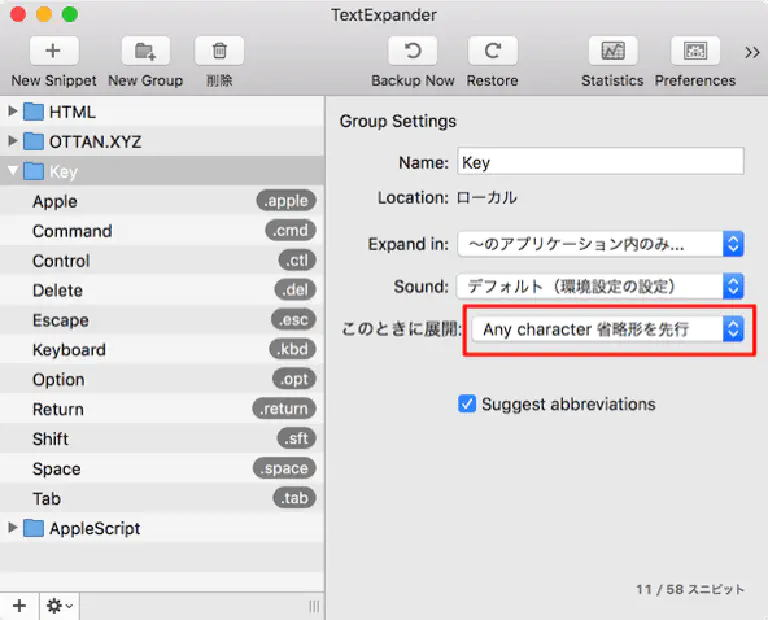 TextExpander
New Snippet New Group 削除 Backup Now Restore Statistics Preferences
HTML
OTTAN.XYZ
Key
Apple .apple
Command .cmd
Control .ctl
Delete .del
Escape .esc
Keyboard .kbd
Option .opt
Return .return
Shift .sft
Space .space
Tab .tab
AppleScript
Group Settings
Name: Key
Location: ローカル
Expand in: 〜のアプリケーション内のみ...
Sound: デフォルト（環境設定の設定）
このときに展開: Any character 省略形を先行
Suggest abbreviations
11 / 58 スニペット